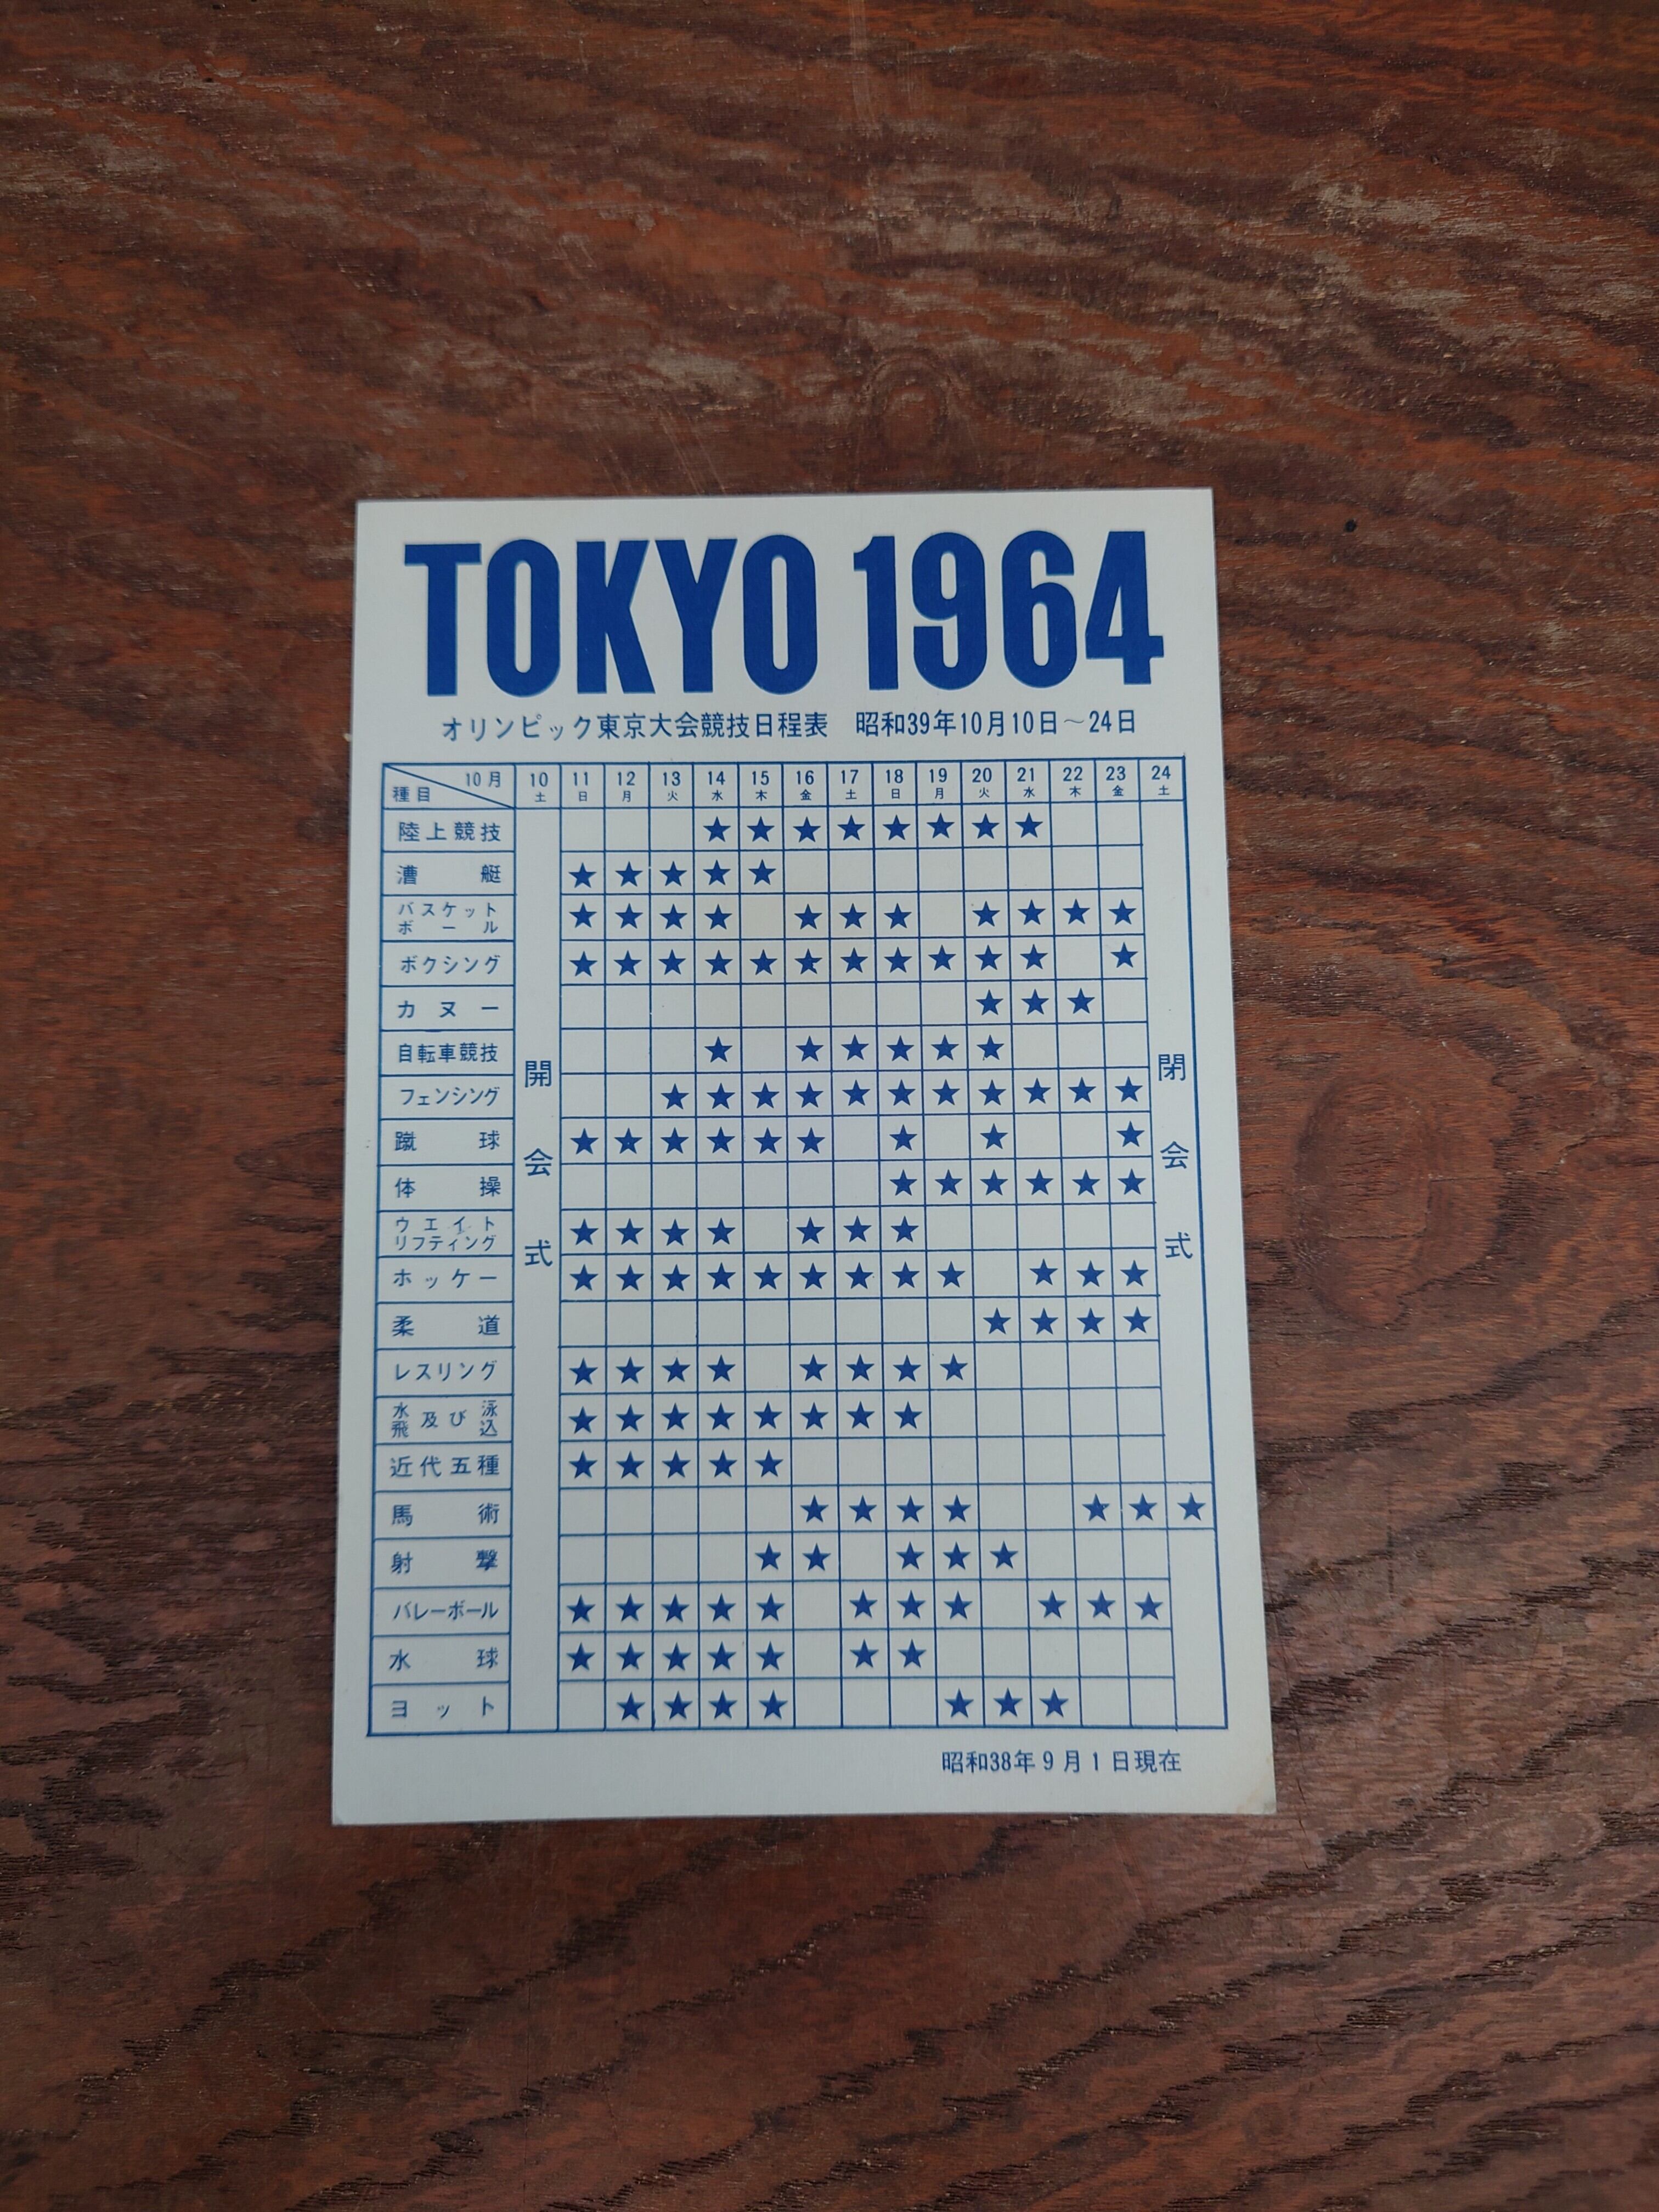 TOKYO 1964
オリンピック東京大会競技日程表 昭和39年10月10日~24日
10月 10 11 12 13 14 15 16 17 18 19 20 21 22 23 24
種目 土 日 月 火 水 木 金 土 日 月 火 水 木 金 土
陸上競技 ★ ★ ★ ★ ★ ★ ★ ★
漕艇 ★ ★ ★ ★ ★
バスケットボール ★ ★ ★ ★ ★ ★ ★ ★ ★ ★ ★
ボクシング ★ ★ ★ ★ ★ ★ ★ ★ ★ ★ ★ ★
カヌー ★ ★ ★
自転車競技 ★ ★ ★ ★ ★ ★
フェンシング ★ ★ ★ ★ ★ ★ ★ ★ ★ ★ ★
蹴球 ★ ★ ★ ★ ★ ★ ★ ★ ★
体操 ★ ★ ★ ★ ★ ★
ウエイトリフティング ★ ★ ★ ★ ★ ★ ★
ホッケー ★ ★ ★ ★ ★ ★ ★ ★ ★ ★ ★ ★
柔道 ★ ★ ★ ★
レスリング ★ ★ ★ ★ ★ ★ ★ ★
水泳及び飛込 ★ ★ ★ ★ ★ ★ ★ ★
近代五種 ★ ★ ★ ★ ★
馬術 ★ ★ ★ ★ ★ ★ ★
射撃 ★ ★ ★ ★ ★
バレーボール ★ ★ ★ ★ ★ ★ ★ ★ ★ ★ ★
水球 ★ ★ ★ ★ ★ ★ ★
ヨット ★ ★ ★ ★ ★ ★ ★
開会式
閉会式
昭和38年9月1日現在